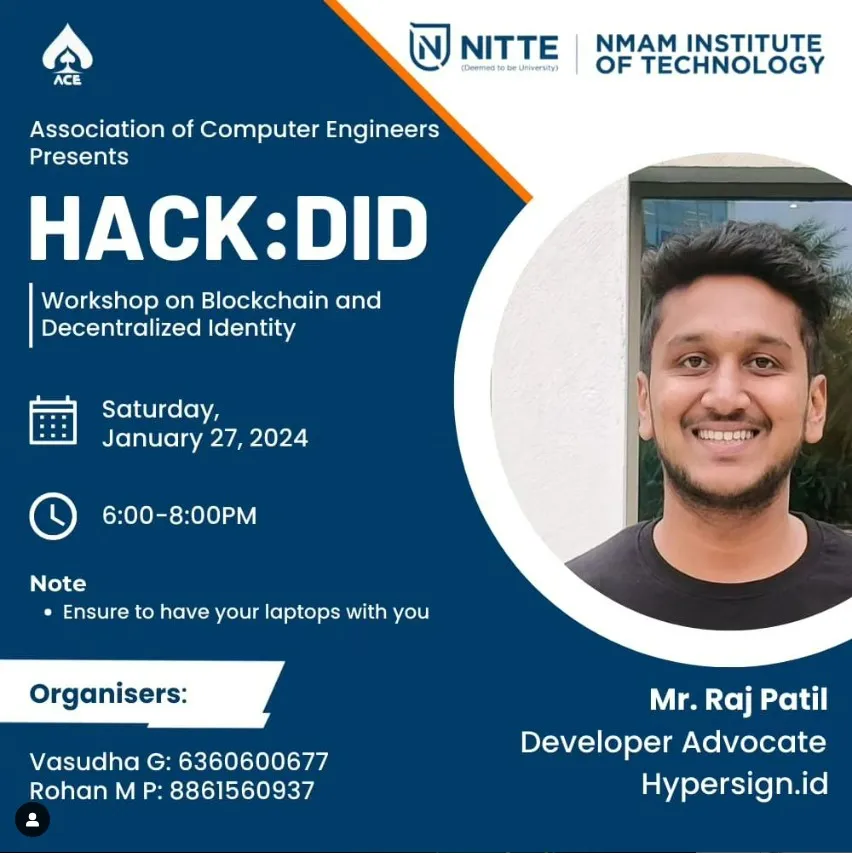 ACE
NITTE
(Deemed to be University)
NMAM INSTITUTE
OF TECHNOLOGY
Association of Computer Engineers
Presents
HACK:DID
Workshop on Blockchain and
Decentralized Identity
Saturday,
January 27, 2024
6:00-8:00PM
Note
• Ensure to have your laptops with you
Organisers:
Vasudha G: 6360600677
Rohan M P: 8861560937
Mr. Raj Patil
Developer Advocate
Hypersign.id